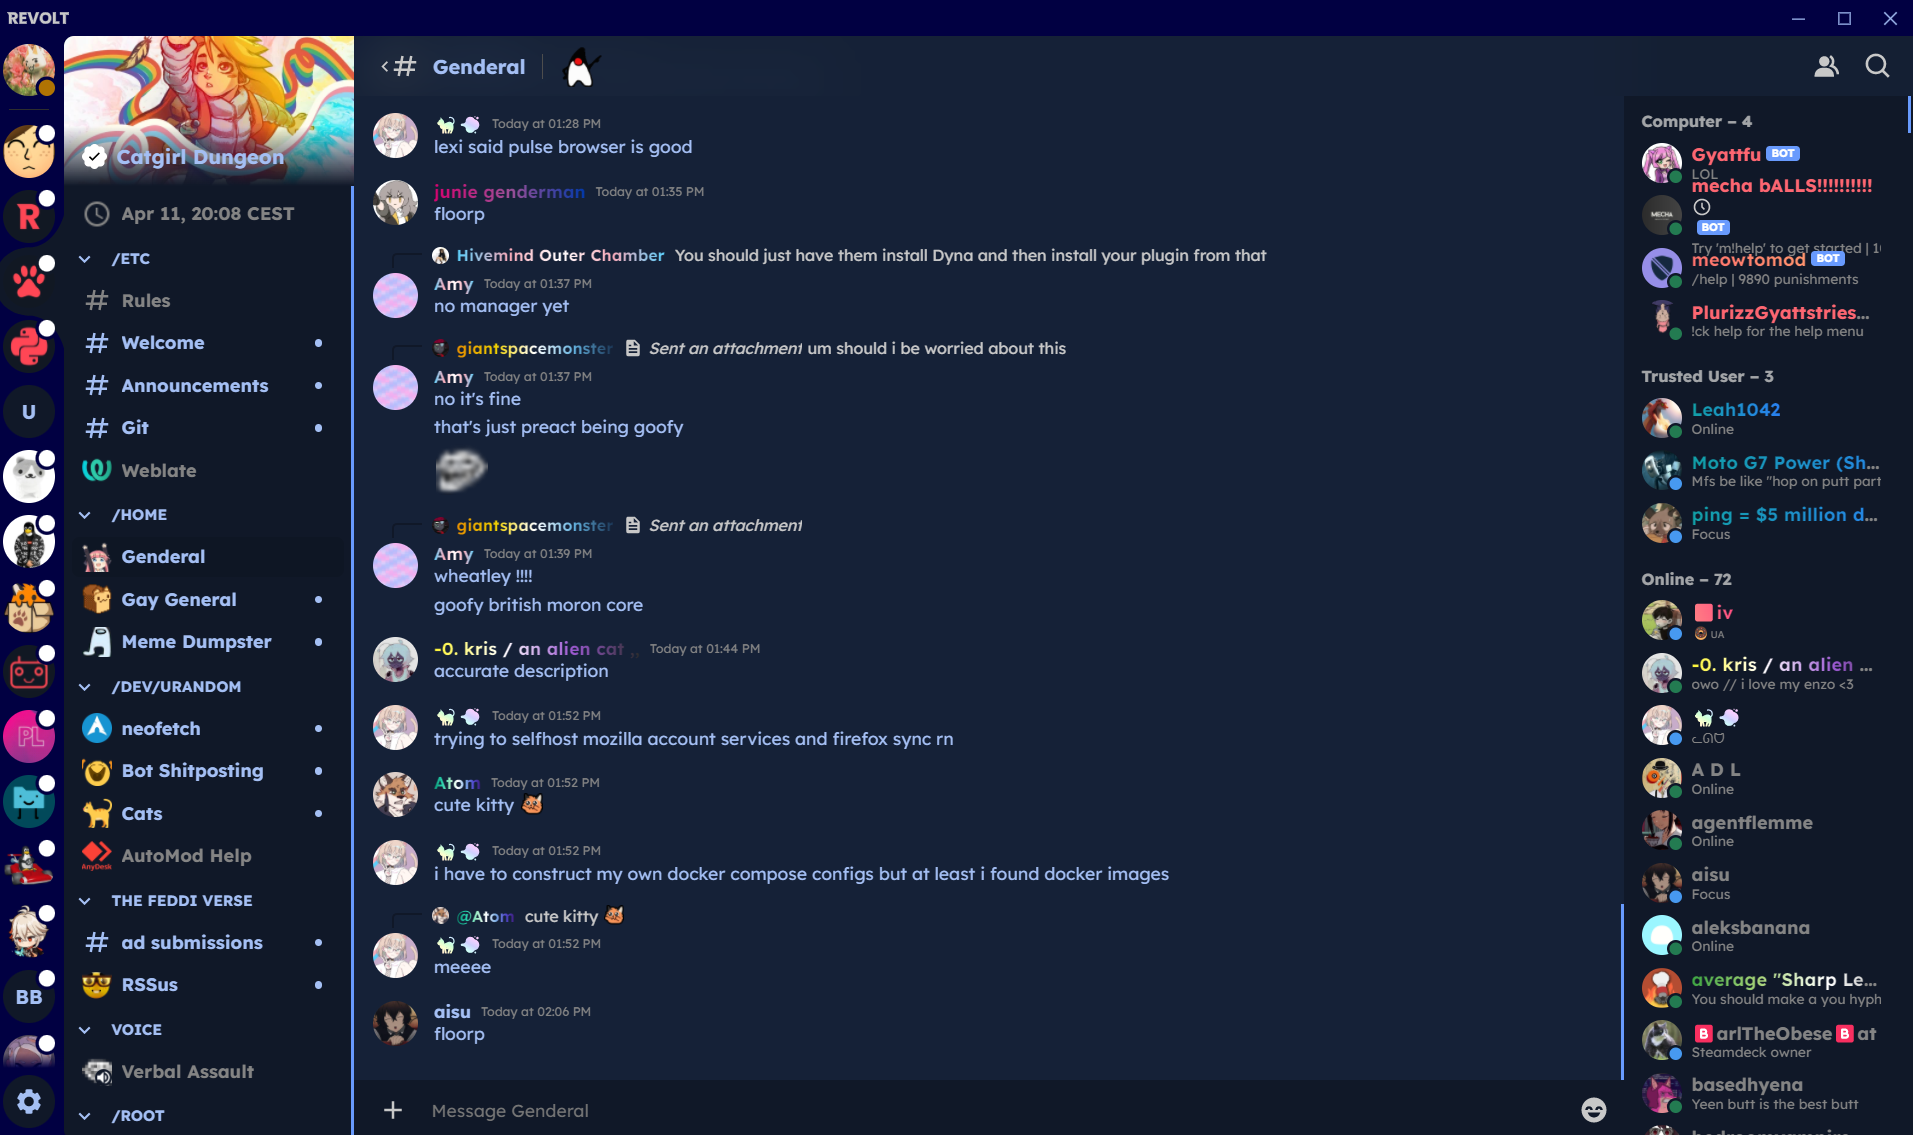 REVOLT
Catgirl Dungeon
Apr 11, 20:08 CEST
/ETC
Rules
Welcome
Announcements
Git
Weblate
/HOME
Genderal
Gay General
Meme Dumpster
/DEV/URANDOM
neofetch
Bot Shitposting
Cats
AutoMod Help
AnyDesk
THE FEDDI VERSE
ad submissions
RSSus
VOICE
Verbal Assault
/ROOT
U
PL
BB
Genderal
Today at 01:28 PM
lexi said pulse browser is good
junie genderman Today at 01:35 PM
floorp
Hivemind Outer Chamber You should just have them install Dyna and then install your plugin from that
Amy Today at 01:37 PM
no manager yet
giantspacemonster Sent an attachment um should i be worried about this
Amy Today at 01:37 PM
no it's fine
that's just preact being goofy
giantspacemonster Sent an attachment
Amy Today at 01:39 PM
wheatley !!!!
goofy british moron core
-0. kris / an alien cat ,, Today at 01:44 PM
accurate description
Today at 01:52 PM
trying to selfhost mozilla account services and firefox sync rn
Atom Today at 01:52 PM
cute kitty
Today at 01:52 PM
i have to construct my own docker compose configs but at least i found docker images
@Atom cute kitty
Today at 01:52 PM
meeee
aisu Today at 02:06 PM
floorp
Message Genderal
Computer – 4
Gyattfu BOT
LOL
mecha bALLS!!!!!!!!!!
MECHA
BOT
Try 'm!help' to get started | 1
meowtomod BOT
/help | 9890 punishments
PlurizzGyattstries...
!ck help for the help menu
Trusted User – 3
Leah1042
Online
Moto G7 Power (Sh...
Mfs be like "hop on putt part
ping = $5 million d...
Focus
Online – 72
iv
UA
-0. kris / an alien ...
owo // i love my enzo <3
A D L
Online
agentflemme
Online
aisu
Focus
aleksbanana
Online
average "Sharp Le...
You should make a you hyph
B arlTheObese B at
Steamdeck owner
basedhyena
Yeen butt is the best butt